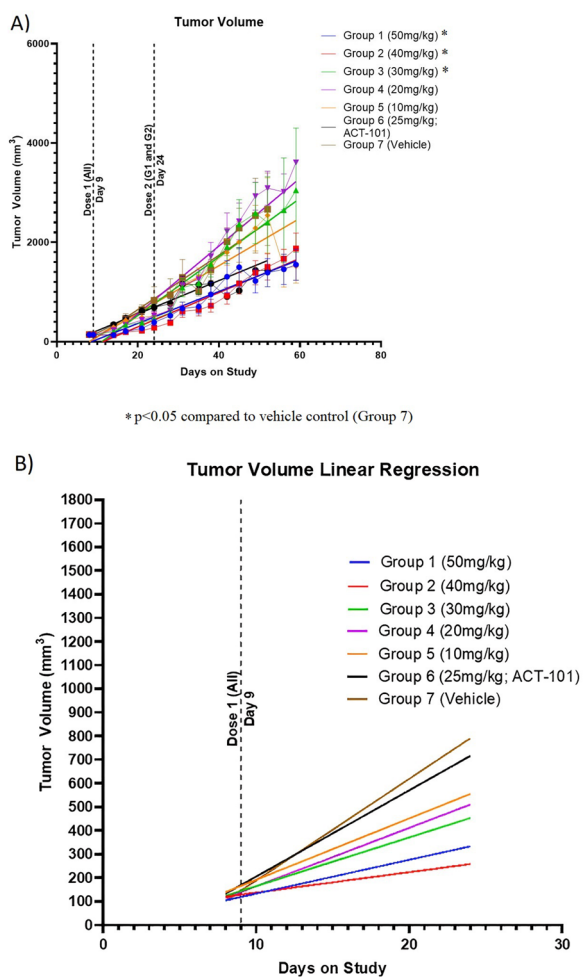 A)
Tumor Volume
Group 1 (50mg/kg) *
Group 2 (40mg/kg) *
Group 3 (30mg/kg) *
Group 4 (20mg/kg)
Group 5 (10mg/kg)
Group 6 (25mg/kg;
ACT-101)
Group 7 (Vehicle)
Dose 1 (All)
Day 9
Dose 2 (G1 and G2)
Day 24
Tumor Volume (mm3)
6000
4000
2000
0
0
20
40
60
80
Days on Study
* p<0.05 compared to vehicle control (Group 7)
B)
Tumor Volume Linear Regression
Group 1 (50mg/kg)
Group 2 (40mg/kg)
Group 3 (30mg/kg)
Group 4 (20mg/kg)
Group 5 (10mg/kg)
Group 6 (25mg/kg; ACT-101)
Group 7 (Vehicle)
Dose 1 (All)
Day 9
Tumor Volume (mm3)
1800
1700
1600
1500
1400
1300
1200
1100
1000
900
800
700
600
500
400
300
200
100
0
0
10
20
30
Days on Study